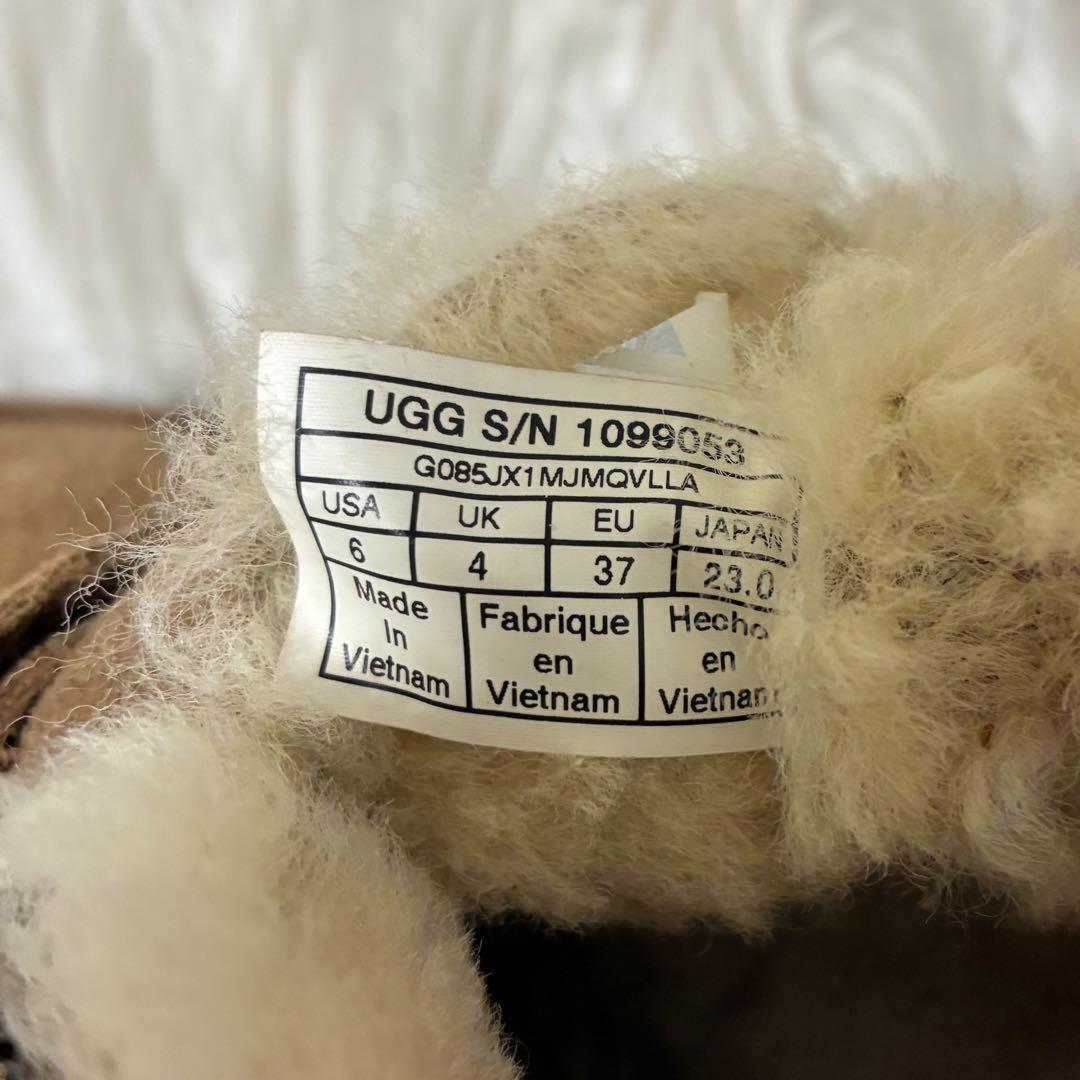 UGG S/N 1099053
G085JX1MJMQVLLA
USA UK EU JAPAN
6 4 37 23.0
Made In Vietnam
Fabrique en Vietnam
Hecho en Vietnam